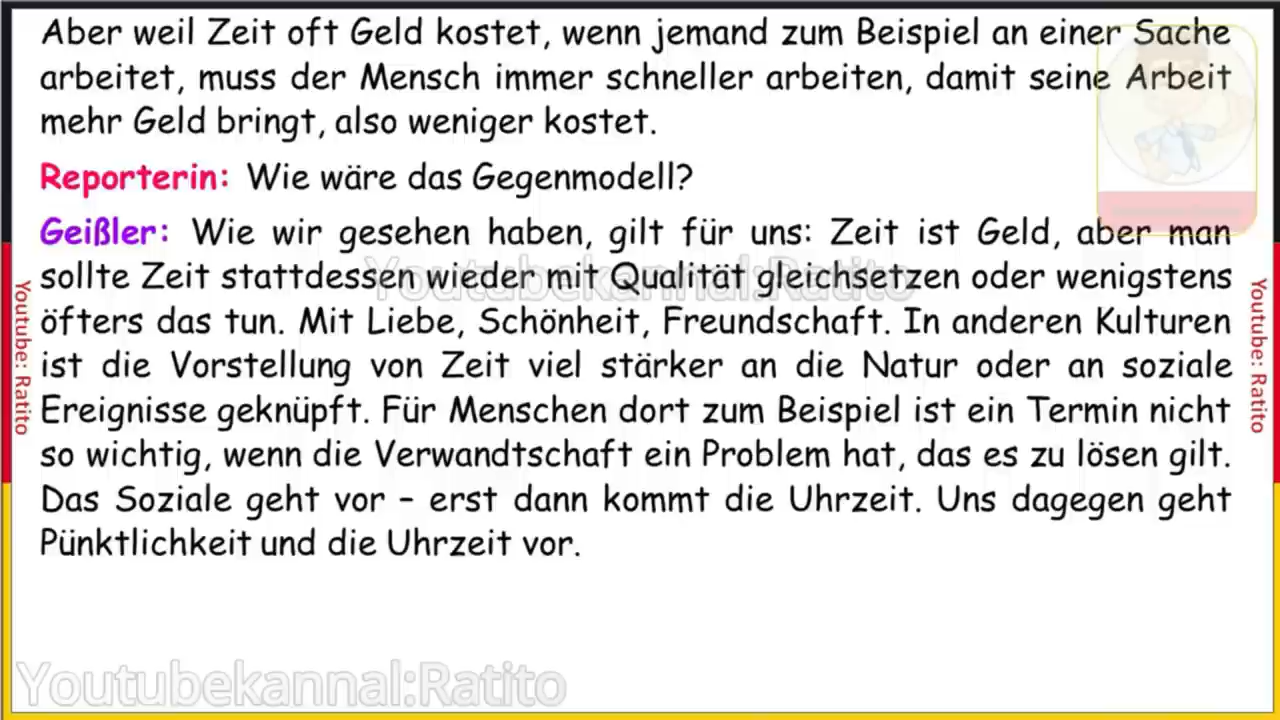 Aber weil Zeit oft Geld kostet, wenn jemand zum Beispiel an einer Sache
arbeitet, muss der Mensch immer schneller arbeiten, damit seine Arbeit
mehr Geld bringt, also weniger kostet.
Reporterin: Wie wäre das Gegenmodell?
Geißler: Wie wir gesehen haben, gilt für uns: Zeit ist Geld, aber man
sollte Zeit stattdessen wieder mit Qualität gleichsetzen oder wenigstens
öfters das tun. Mit Liebe, Schönheit, Freundschaft. In anderen Kulturen
ist die Vorstellung von Zeit viel stärker an die Natur oder an soziale
Ereignisse geknüpft. Für Menschen dort zum Beispiel ist ein Termin nicht
so wichtig, wenn die Verwandtschaft ein Problem hat, das es zu lösen gilt.
Das Soziale geht vor – erst dann kommt die Uhrzeit. Uns dagegen geht
Pünktlichkeit und die Uhrzeit vor.
Youtubekannal:Ratito
Youtube: Ratito
Youtube: Ratito
Youtubekannal:Ratito